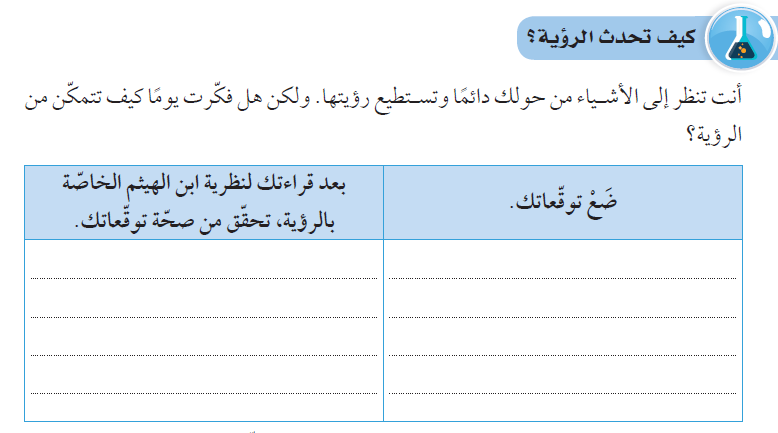 كيف تحدث الرؤية؟
أنت تنظر إلى الأشياء من حولك دائمًا وتستطيع رؤيتها. ولكن هل فكّرت يومًا كيف تتمكّن من
الرؤية؟
ضَعْ توقّعاتك.
بعد قراءتك لنظرية ابن الهيثم الخاصّة
بالرؤية، تحقّق من صحّة توقّعاتك.